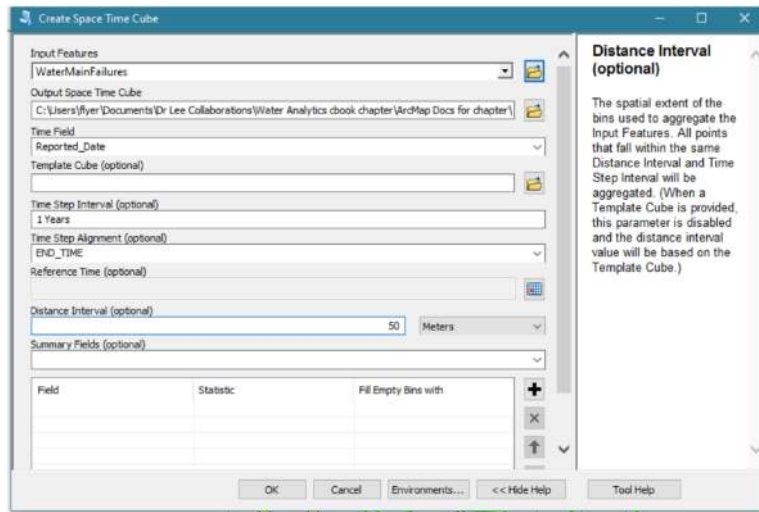 Create Space Time Cube
Input Features
WaterMainFailures
Output Space Time Cube
C:\Users\flyer\Documents\Dr Lee Collaborations\Water Analytics cbook chapter\ArcMap Docs for chapter\
Time Field
Reported_Date
Template Cube (optional)
Time Step Interval (optional)
1 Years
Time Step Alignment (optional)
END_TIME
Reference Time (optional)
Distance Interval (optional)
50 Meters
Summary Fields (optional)
Field Statistic Fill Empty Bins with
OK Cancel Environments... << Hide Help Tool Help
Distance Interval
(optional)
The spatial extent of the
bins used to aggregate the
Input Features. All points
that fall within the same
Distance Interval and Time
Step Interval will be
aggregated. (When a
Template Cube is provided,
this parameter is disabled
and the distance interval
value will be based on the
Template Cube.)